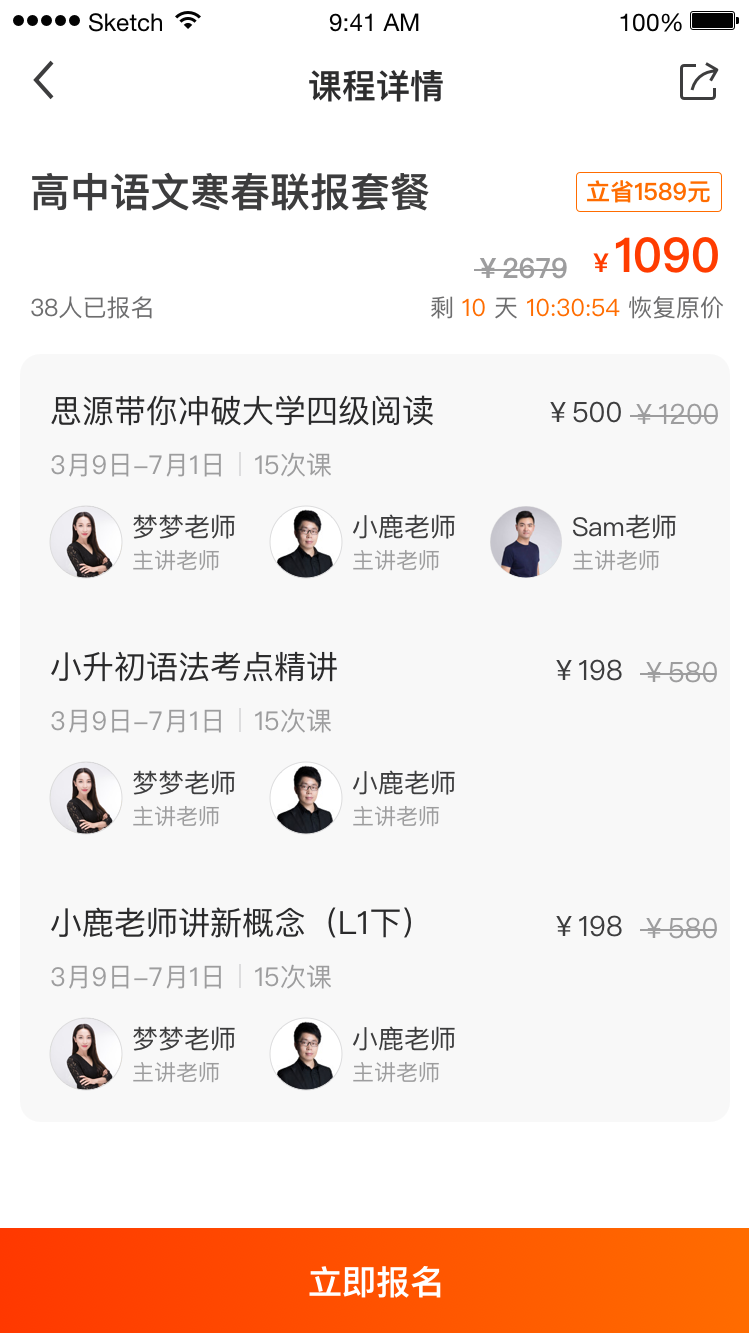 Sketch 9:41 AM 100%
课程详情
高中语文寒春联报套餐 立省1589元
¥2679 ¥1090
38人已报名 剩 10 天 10:30:54 恢复原价
思源带你冲破大学四级阅读 ¥500 ¥1200
3月9日-7月1日 15次课
梦梦老师 小鹿老师 Sam老师
主讲老师 主讲老师 主讲老师
小升初语法考点精讲 ¥198 ¥580
3月9日-7月1日 15次课
梦梦老师 小鹿老师
主讲老师 主讲老师
小鹿老师讲新概念（L1下） ¥198 ¥580
3月9日-7月1日 15次课
梦梦老师 小鹿老师
主讲老师 主讲老师
立即报名